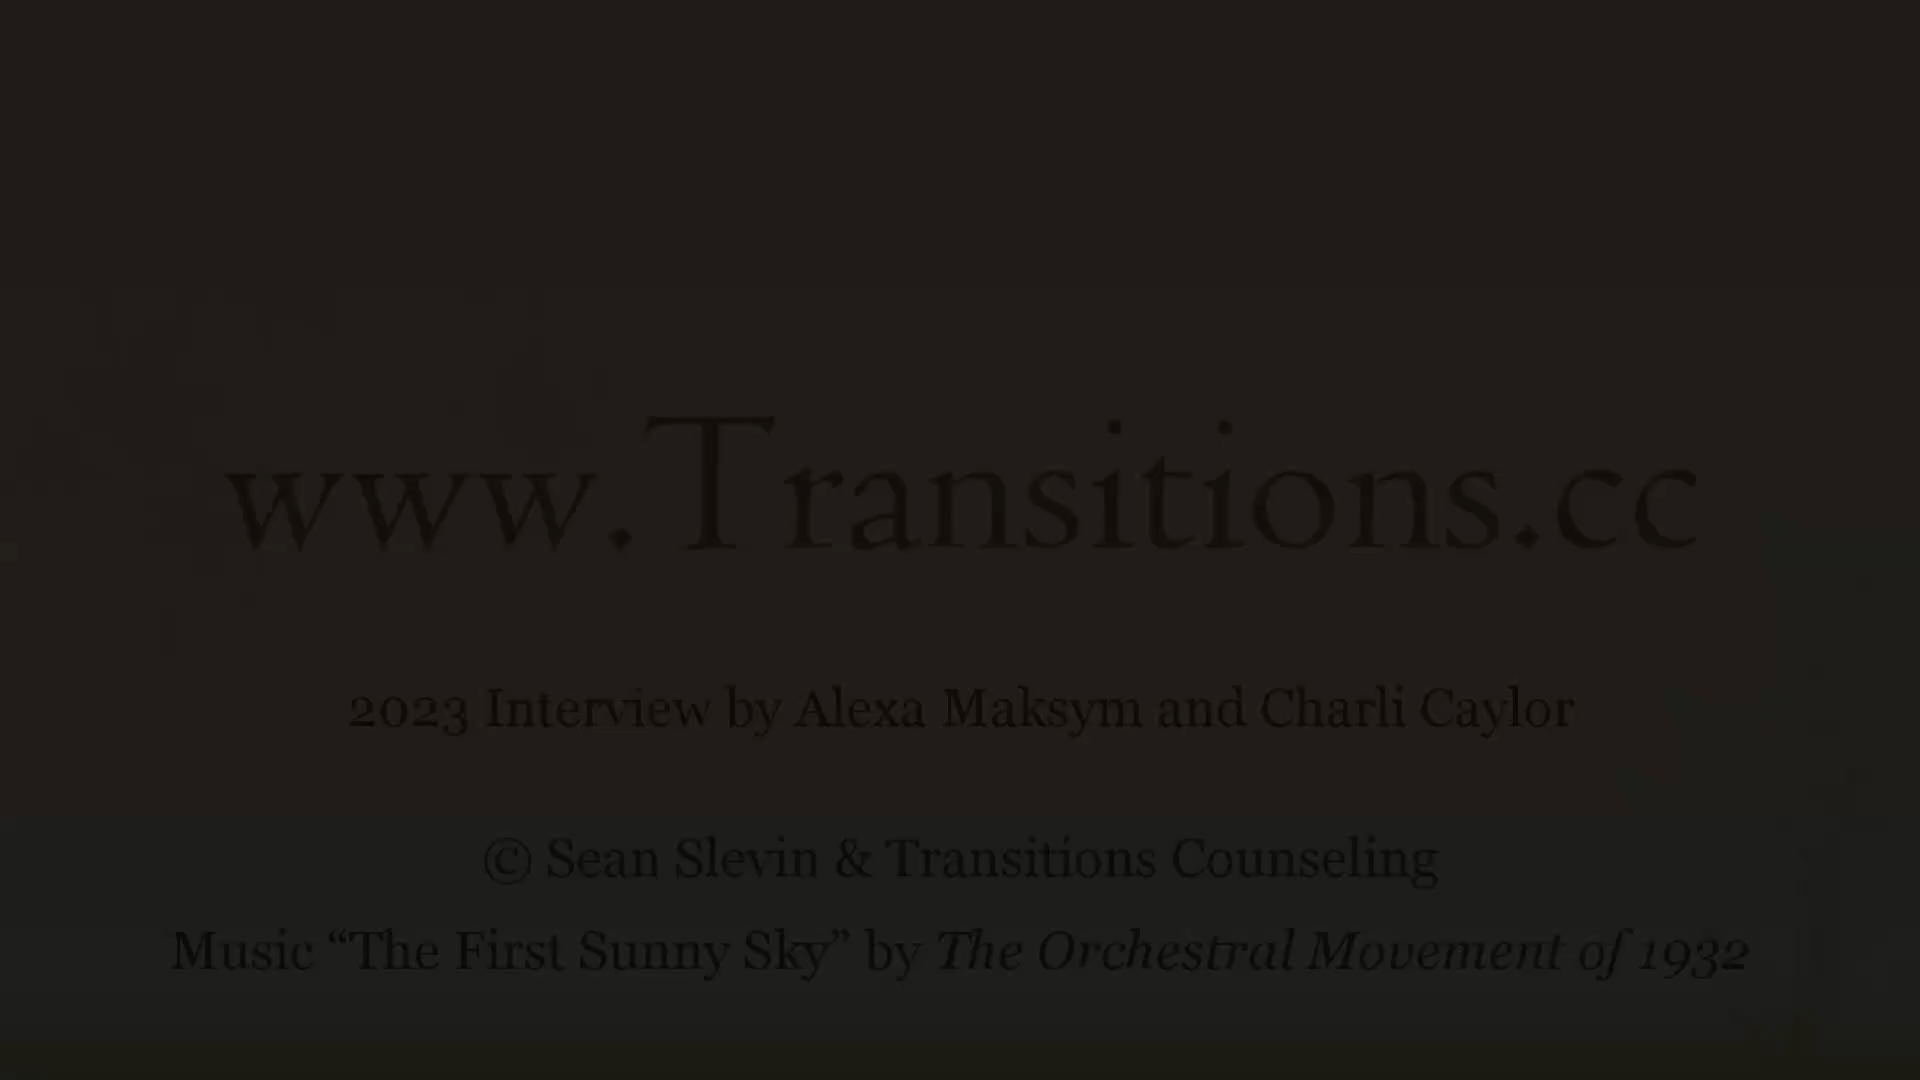 www.Transitions.cc
2023 Interview by Alexa Maksym and Charli Caylor
© Sean Slevin & Transitions Counseling
Music “The First Sunny Sky” by The Orchestral Movement of 1932